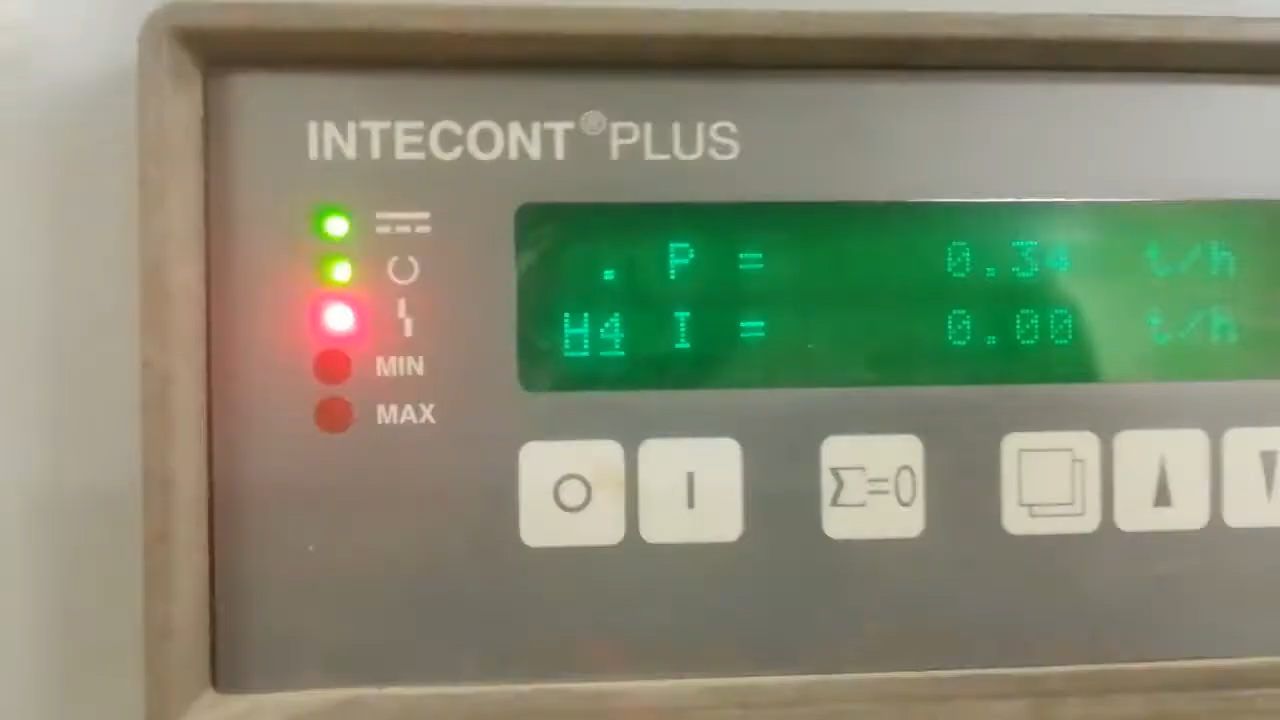 INTECONT® PLUS
. P = 0.34 t/h
H4 I = 0.00 t/h
MIN
MAX
O I Σ=0